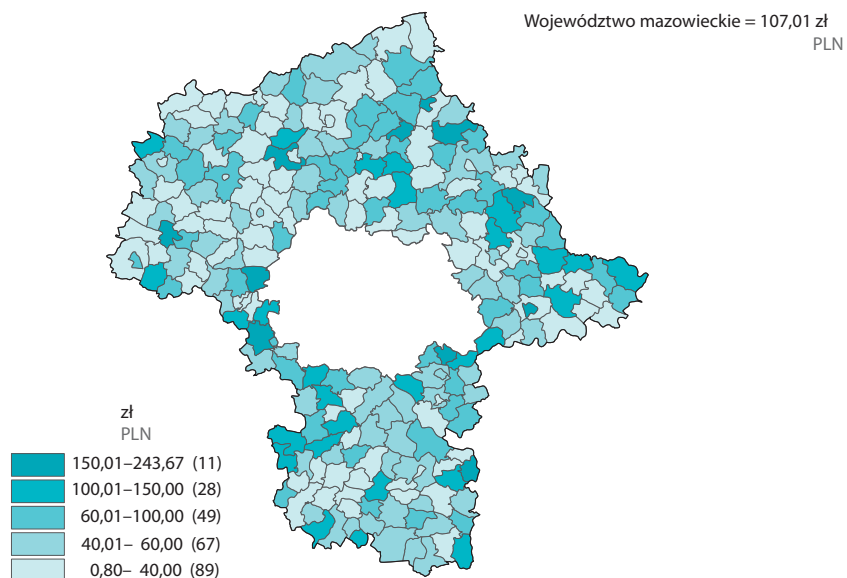 Województwo mazowieckie = 107,01 zł
PLN
zł
PLN
150,01–243,67 (11)
100,01–150,00 (28)
60,01–100,00 (49)
40,01– 60,00 (67)
0,80– 40,00 (89)